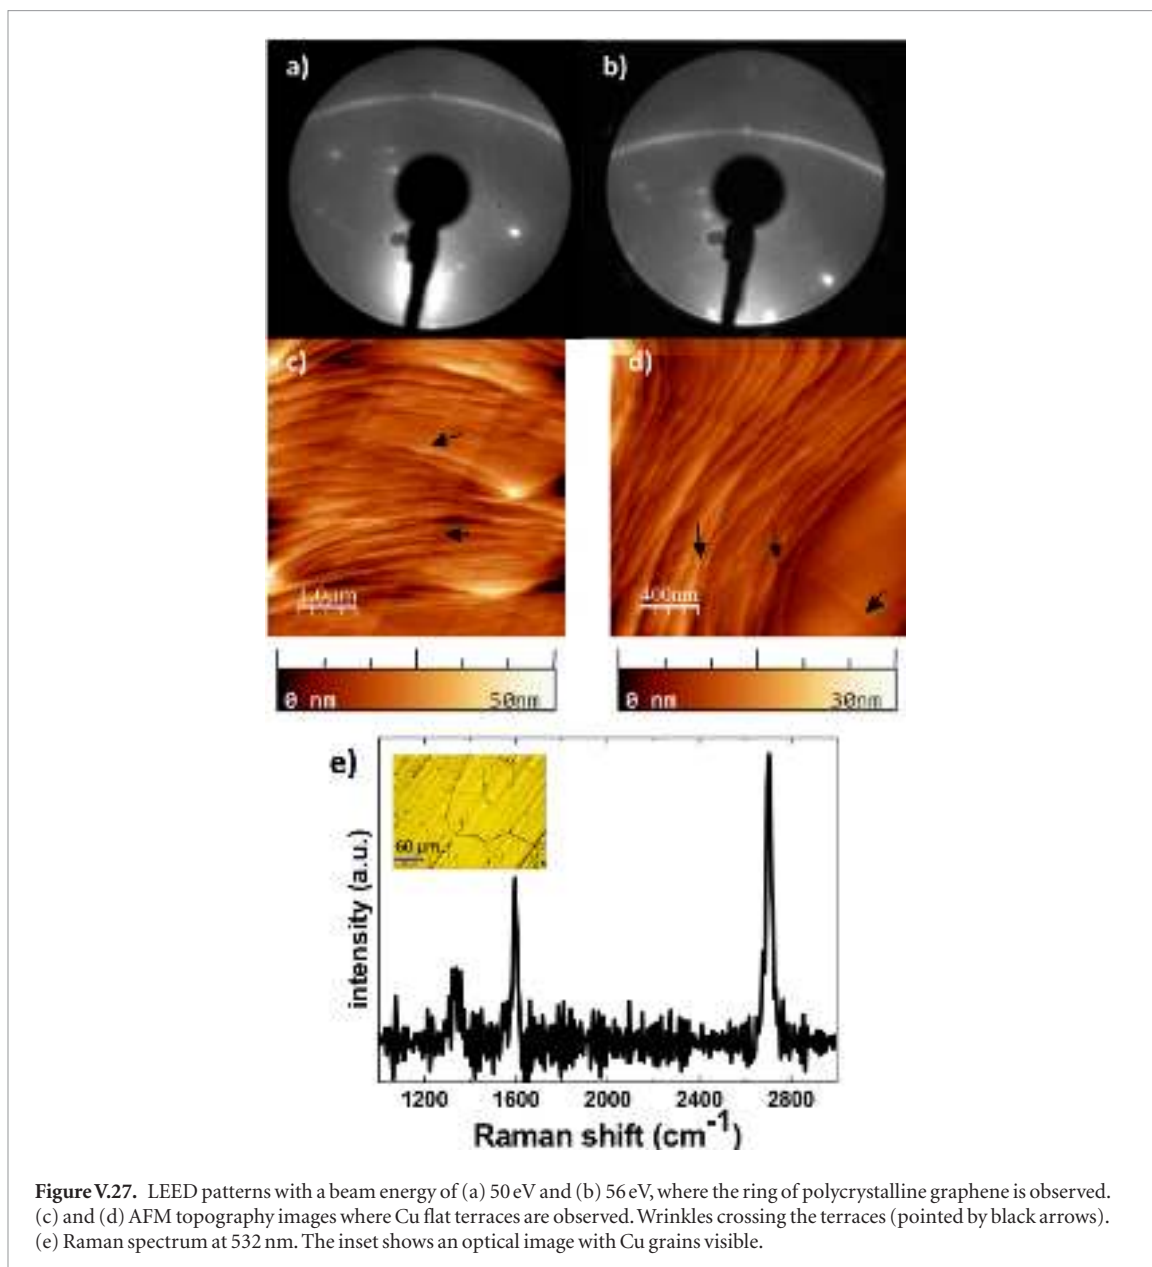 a) b)
c) d)
1.0µm 400nm
0 nm 50nm 0 nm 30nm
e)
60 µm
intensity (a.u.)
1200 1600 2000 2400 2800
Raman shift (cm⁻¹)
Figure V.27. LEED patterns with a beam energy of (a) 50 eV and (b) 56 eV, where the ring of polycrystalline graphene is observed.
(c) and (d) AFM topography images where Cu flat terraces are observed. Wrinkles crossing the terraces (pointed by black arrows).
(e) Raman spectrum at 532 nm. The inset shows an optical image with Cu grains visible.